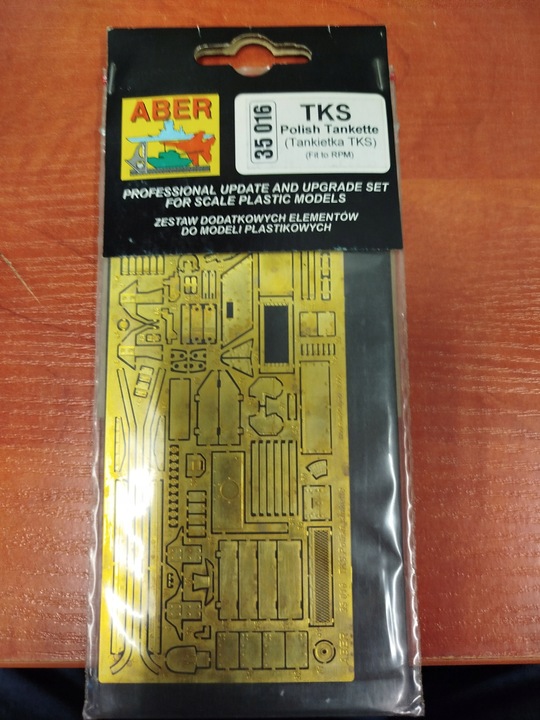 ABER
35 016
TKS
Polish Tankette
(Tankietka TKS)
(Fit to RPM)
PROFESSIONAL UPDATE AND UPGRADE SET
FOR SCALE PLASTIC MODELS
ZESTAW DODATKOWYCH ELEMENTÓW
DO MODELI PLASTIKOWYCH
ABER